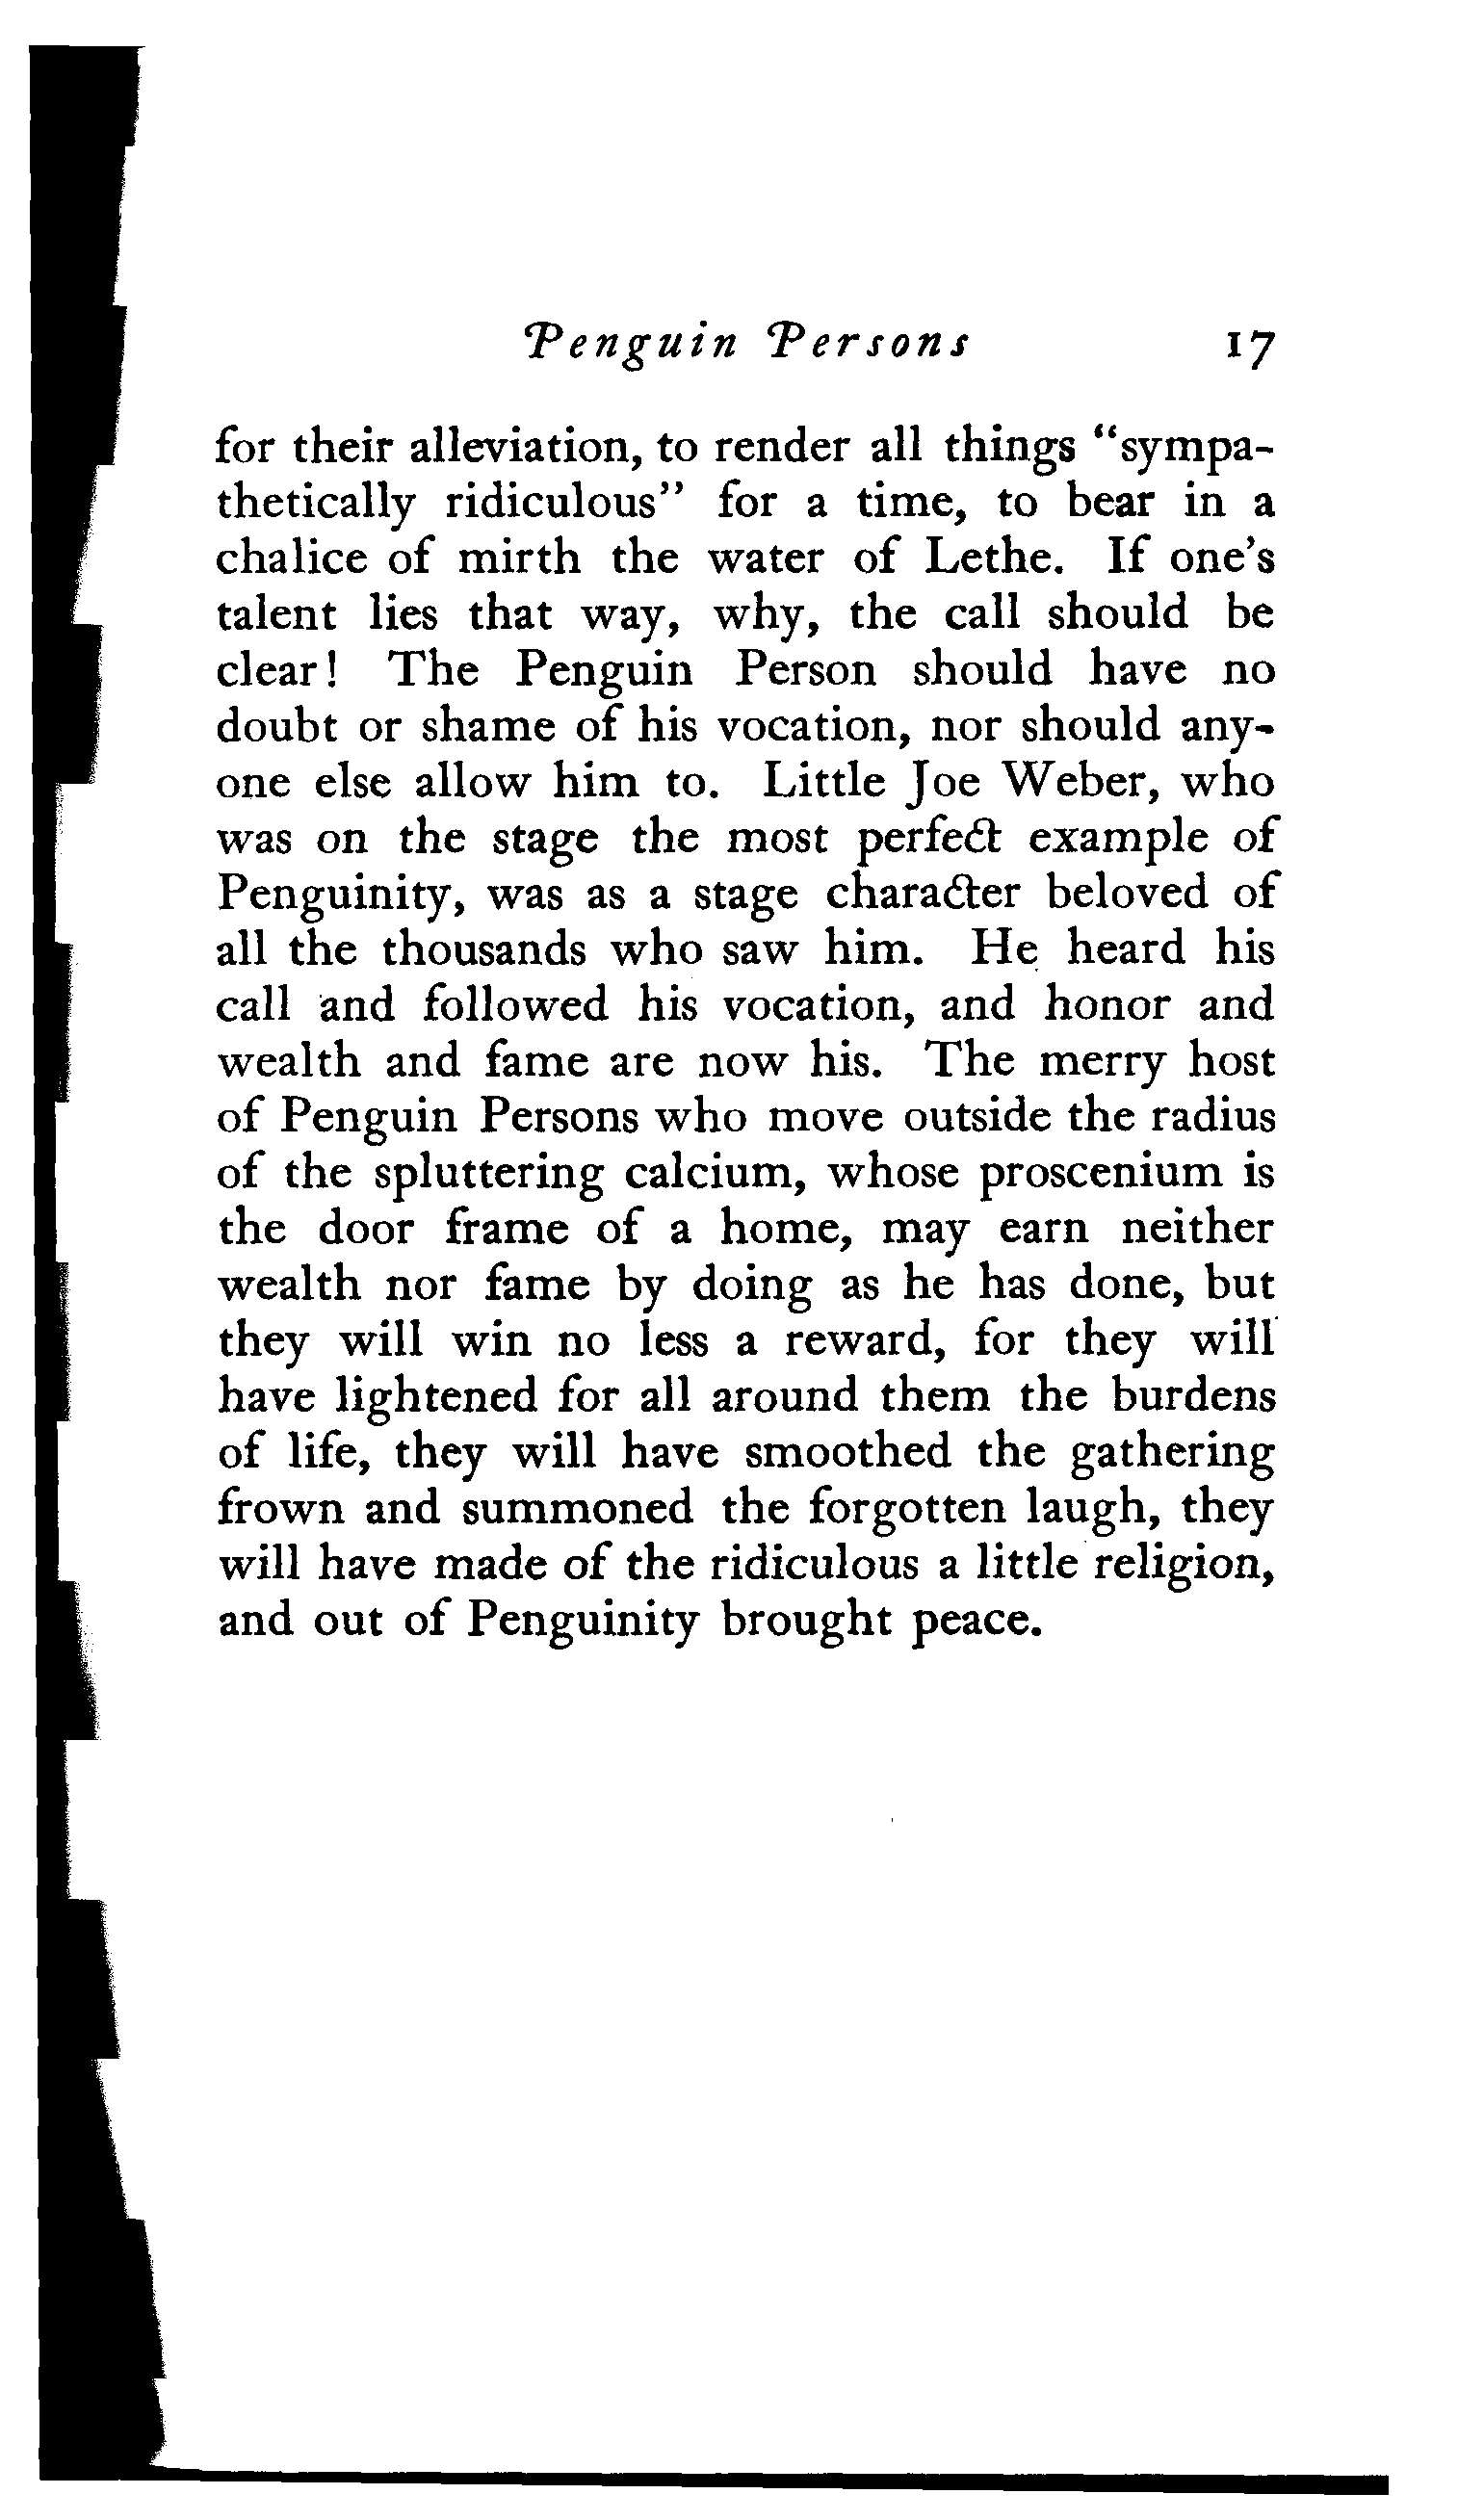 Penguin Persons 17
for their alleviation, to render all things “sympa-
thetically ridiculous” for a time, to bear in a
chalice of mirth the water of Lethe. If one’s
talent lies that way, why, the call should be
clear! The Penguin Person should have no
doubt or shame of his vocation, nor should any-
one else allow him to. Little Joe Weber, who
was on the stage the most perfect example of
Penguinity, was as a stage character beloved of
all the thousands who saw him. He heard his
call and followed his vocation, and honor and
wealth and fame are now his. The merry host
of Penguin Persons who move outside the radius
of the spluttering calcium, whose proscenium is
the door frame of a home, may earn neither
wealth nor fame by doing as he has done, but
they will win no less a reward, for they will
have lightened for all around them the burdens
of life, they will have smoothed the gathering
frown and summoned the forgotten laugh, they
will have made of the ridiculous a little religion,
and out of Penguinity brought peace.